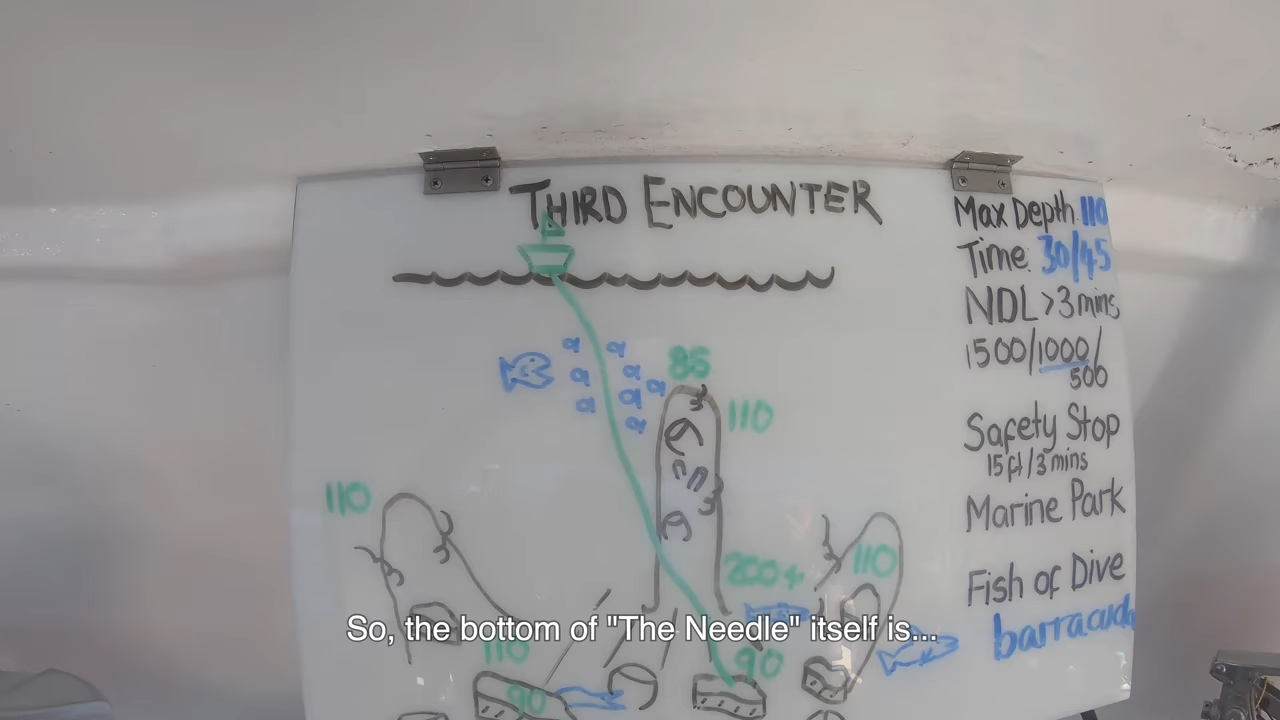 THIRD ENCOUNTER
Max Depth 110
Time: 30/45
NDL > 3 mins
1500/1000/
500
Safety Stop
15ft/3 mins
Marine Park
Fish of Dive
barracuda
85
110
110
200+
110
110
90
90
So, the bottom of "The Needle" itself is...